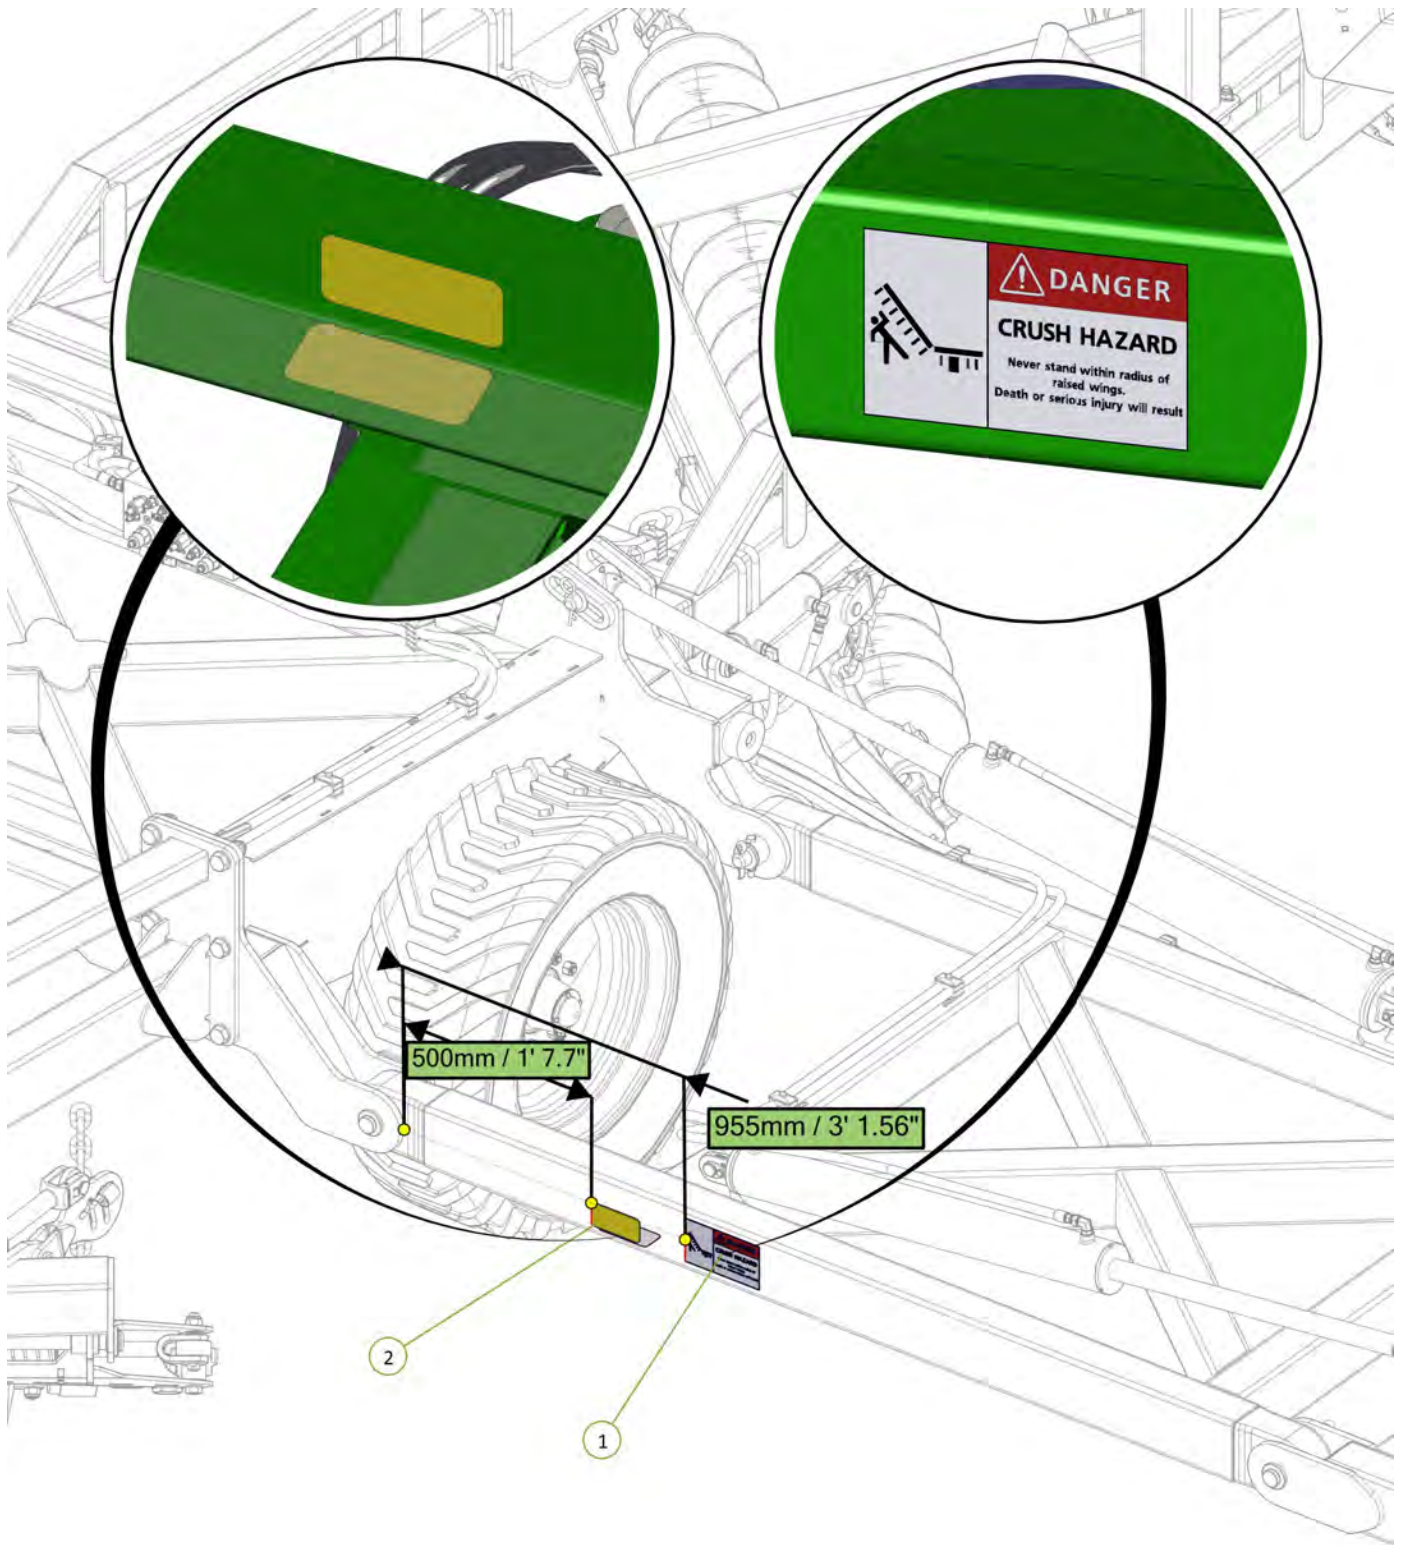 DANGER
CRUSH HAZARD
Never stand within radius of
raised wings.
Death or serious injury will result
500mm / 1' 7.7"
955mm / 3' 1.56"
2
1